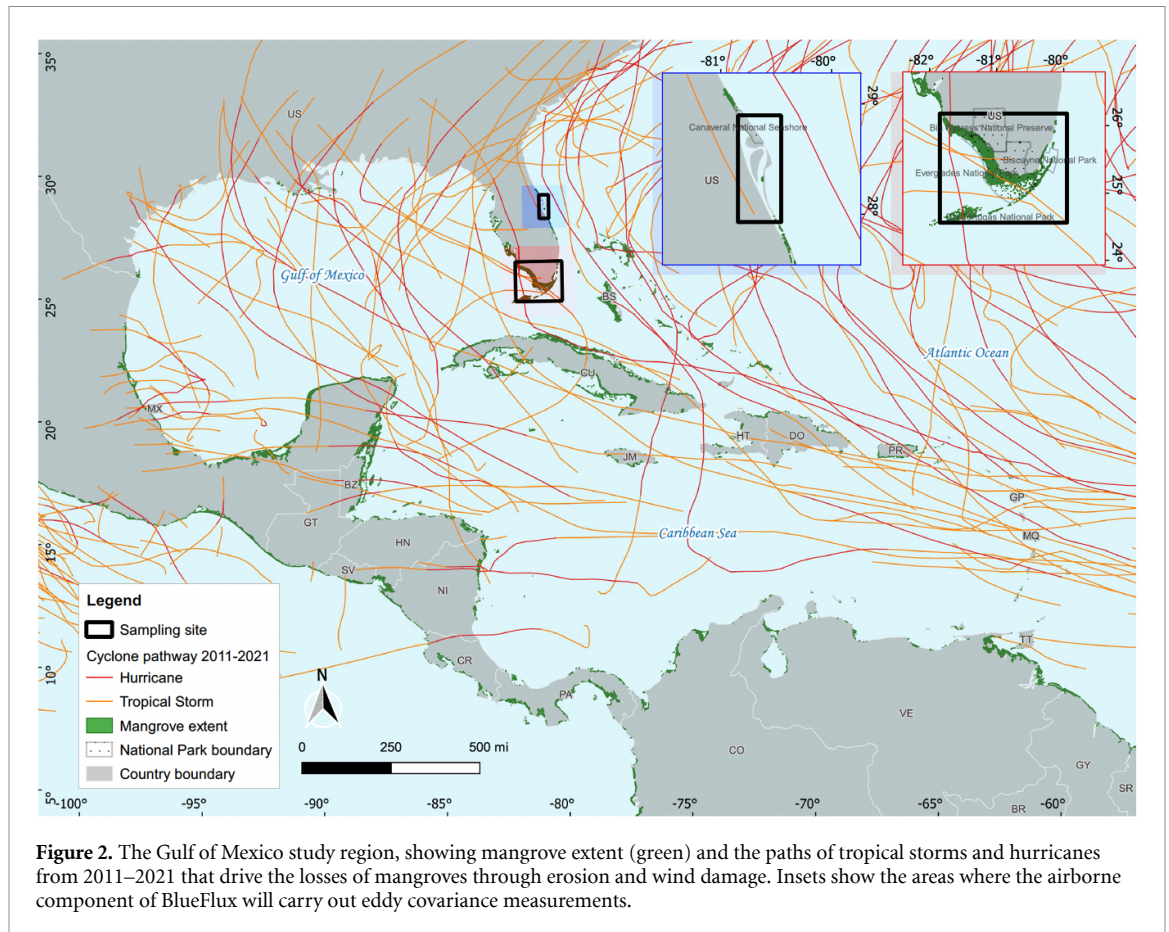 -81°
-80°
-82°
-81°
-80°
35°
30°
25°
20°
15°
10°
5°
29°
28°
26°
25°
24°
US
Canaveral National Seashore
US
US
Biscayne National Park
Everglades National
National Park
Gulf of Mexico
BS
Atlantic Ocean
CU
MX
HT
DO
PR
JM
BZ
GP
GT
Caribbean Sea
MQ
HN
SV
NI
TT
CR
PA
VE
CO
GY
SR
BR
Legend
Sampling site
Cyclone pathway 2011-2021
Hurricane
Tropical Storm
Mangrove extent
National Park boundary
Country boundary
N
0 250 500 mi
-100° -95° -90° -85° -80° -75° -70° -65° -60°
Figure 2. The Gulf of Mexico study region, showing mangrove extent (green) and the paths of tropical storms and hurricanes
from 2011–2021 that drive the losses of mangroves through erosion and wind damage. Insets show the areas where the airborne
component of BlueFlux will carry out eddy covariance measurements.